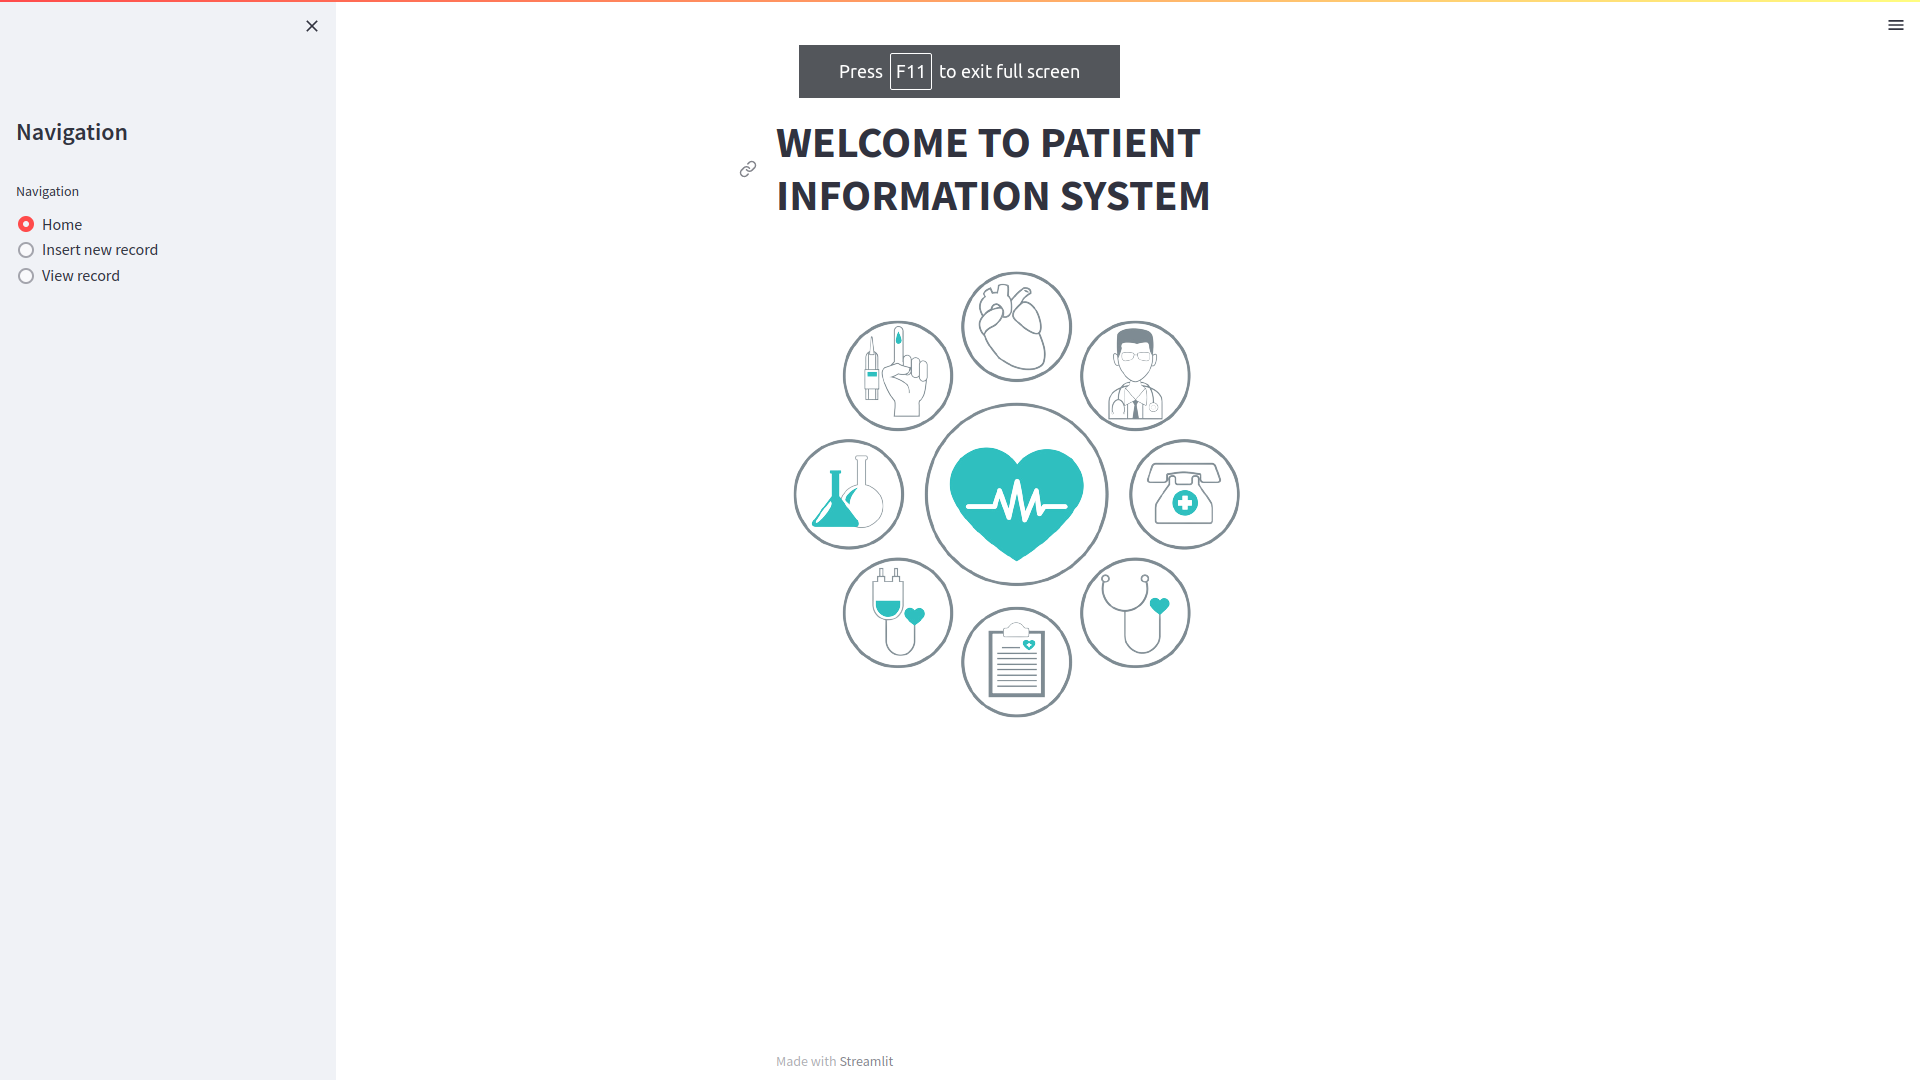 Press F11 to exit full screen
Navigation
Navigation
Home
Insert new record
View record
WELCOME TO PATIENT
INFORMATION SYSTEM
Made with Streamlit